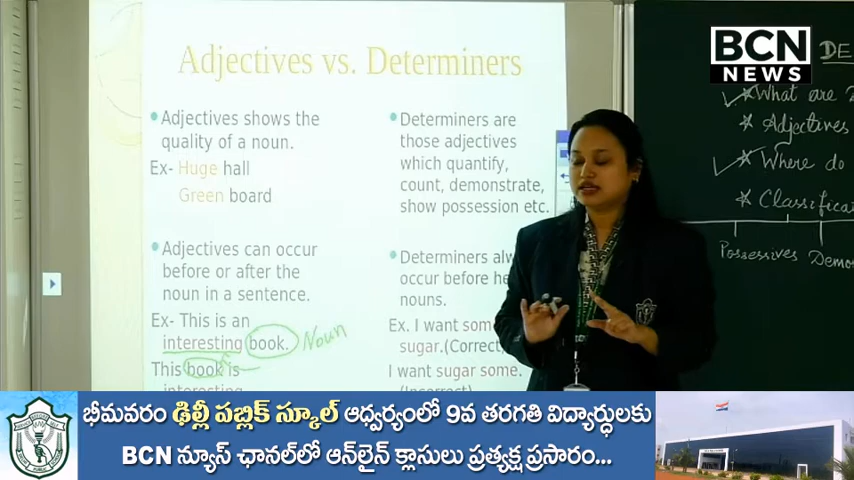 Adjectives vs. Determiners
• Adjectives shows the
quality of a noun.
Ex- Huge hall
Green board
• Adjectives can occur
before or after the
noun in a sentence.
Ex- This is an
interesting book. Noun
This book is
interesting
• Determiners are
those adjectives
which quantify,
count, demonstrate,
show possession etc.
• Determiners
occur before
nouns.
Ex. I want some
sugar.(Correct)
I want sugar some.
(Incorrect)
BCN
NEWS
DE
What are
Adjectives
Where do
Possessives
భీమవరం ఢిల్లీ పబ్లిక్ స్కూల్ ఆధ్వర్యంలో 9వ తరగతి విద్యార్థులకు
BCN న్యూస్ ఛానల్‌లో ఆన్‌లైన్ క్లాసులు ప్రత్యక్ష ప్రసారం...